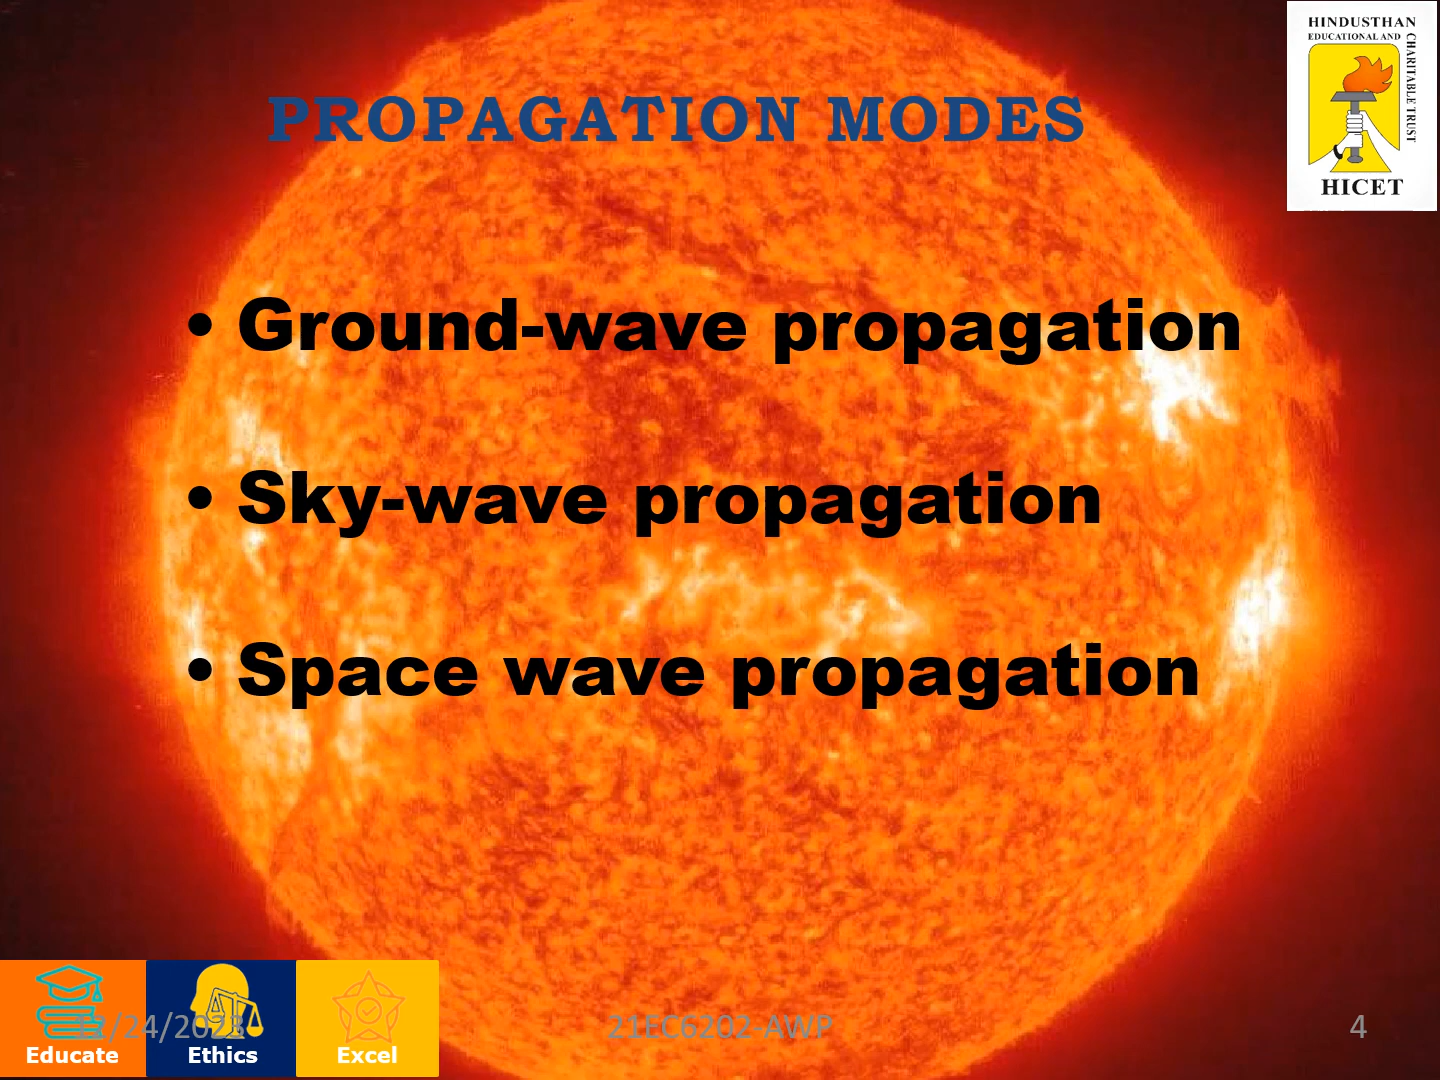 HINDUSTHAN
EDUCATIONAL AND
CHARITABLE TRUST
HICET
PROPAGATION MODES
• Ground-wave propagation
• Sky-wave propagation
• Space wave propagation
Educate
Ethics
Excel
21EC6202-AWP
4